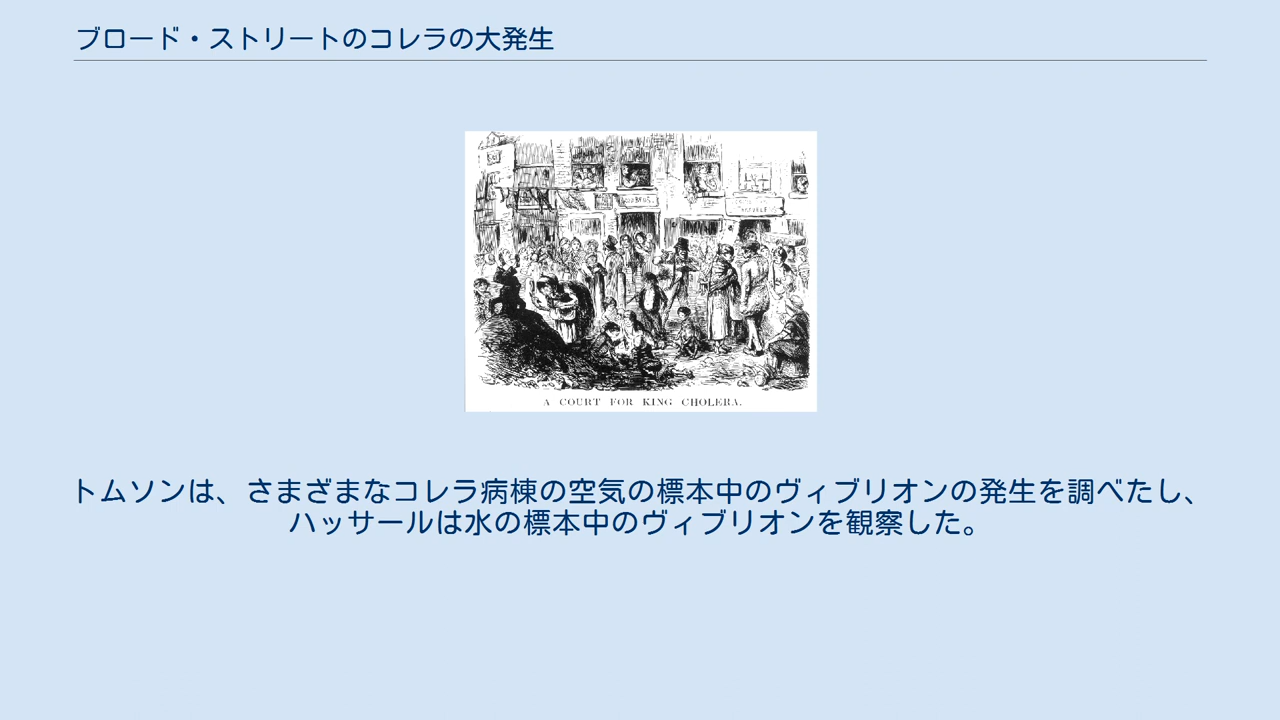 ブロード・ストリートのコレラの大発生
A COURT FOR KING CHOLERA.
トムソンは、さまざまなコレラ病棟の空気の標本中のヴィブリオンの発生を調べたし、
ハッサールは水の標本中のヴィブリオンを観察した。